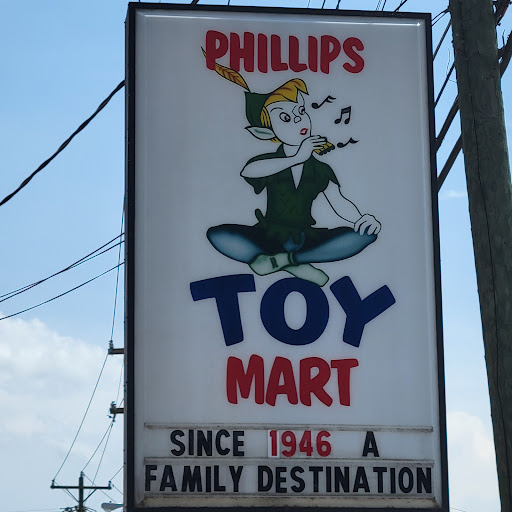 PHILLIPS
TOY
MART
SINCE 1946 A
FAMILY DESTINATION